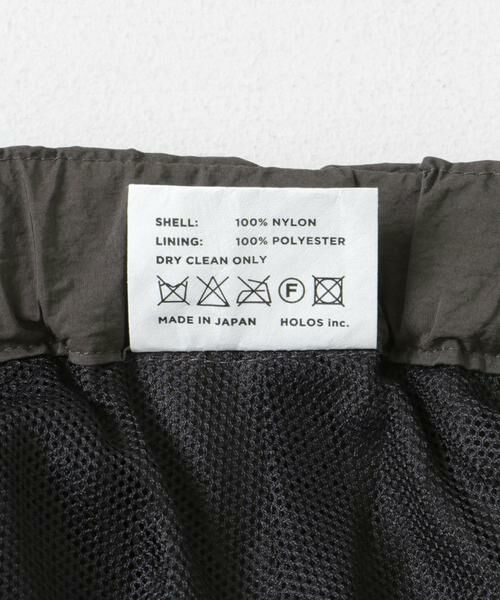 SHELL: 100% NYLON
LINING: 100% POLYESTER
DRY CLEAN ONLY
F
MADE IN JAPAN HOLOS inc.